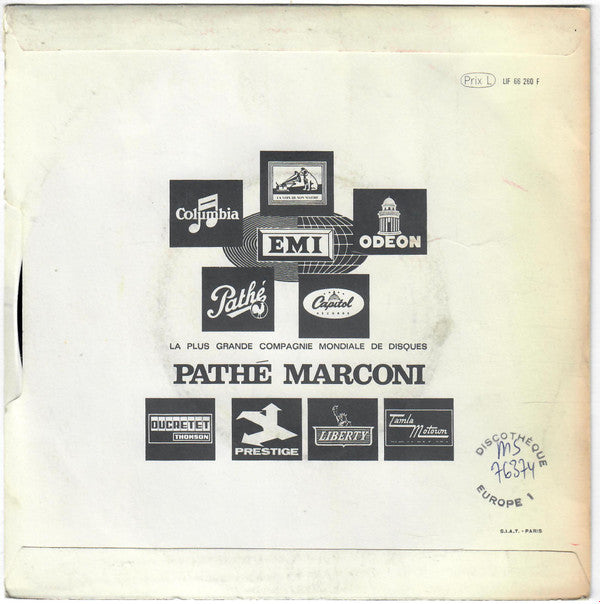 Prix L LIF 66 260 F
LA VOIX DE SON MAITRE
Columbia
EMI
ODEON
Pathé
Capitol
RECORDS
LA PLUS GRANDE COMPAGNIE MONDIALE DE DISQUES
PATHÉ MARCONI
DUCRETET
THOMSON
PRESTIGE
LIBERTY
Tamla
Motown
DISCOTHÈQUE
MS
76374
EUROPE 1
S.I.A.T. - PARIS